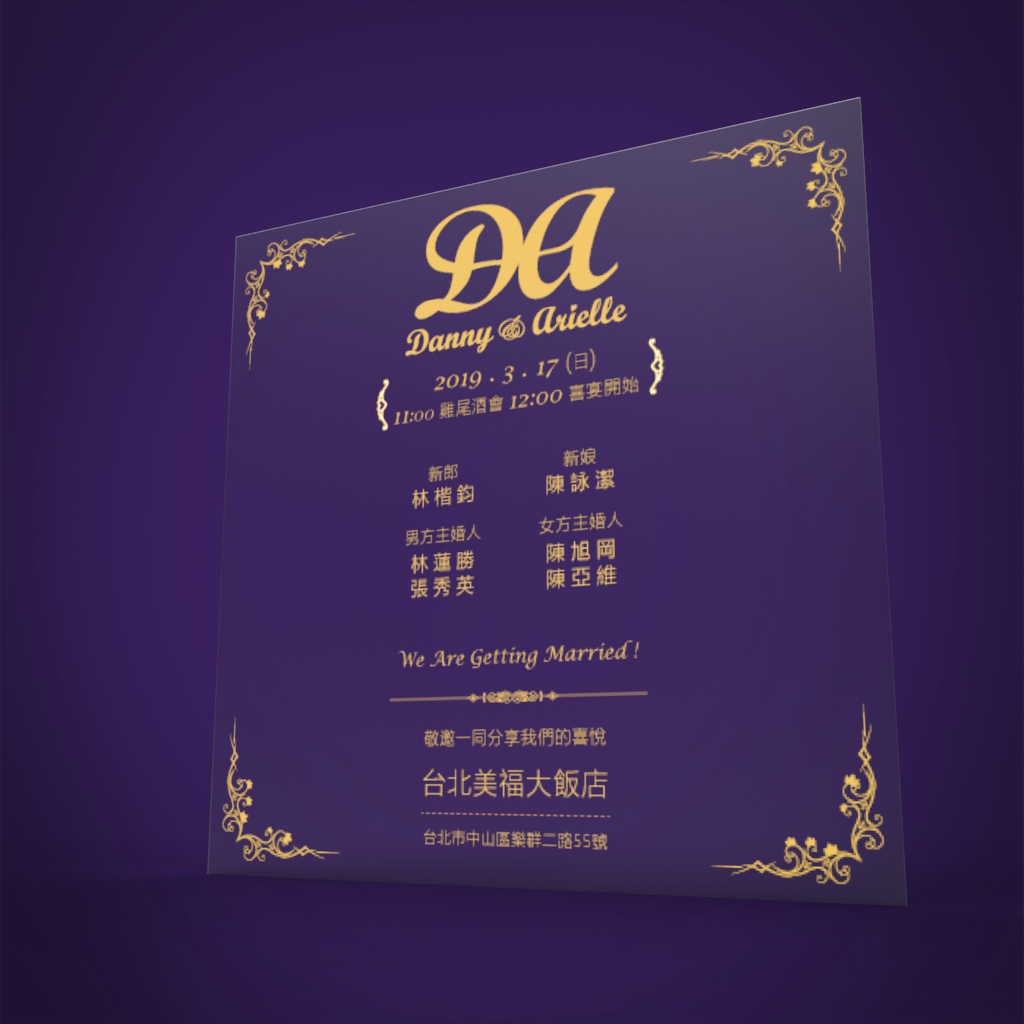 DA
Danny & Arielle
2019 . 3 . 17 (日)
11:00 雞尾酒會 12:00 喜宴開始
新郎 新娘
林楷鈞 陳詠潔
男方主婚人 女方主婚人
林蓮勝 陳旭岡
張秀英 陳亞維
We Are Getting Married !
敬邀一同分享我們的喜悅
台北美福大飯店
台北市中山區樂群二路55號